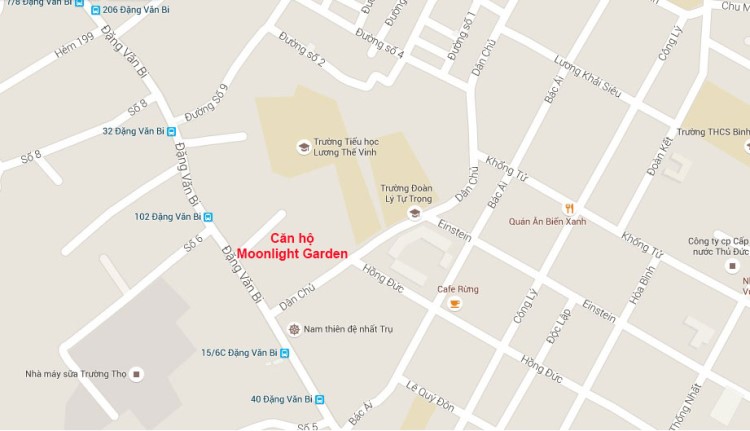 7/8 Đặng Văn Bi
206 Đặng Văn Bi
Chu M
Hẻm 199
Đặng Văn Bi
Đường số 2
Đường số 4
Đường số 1
Dân Chủ
Công Lý
Lương Khải Siêu
Bác Ái
Số 8
Đường Số 9
32 Đặng Văn Bi
Trường THCS Bình
Trường Tiểu học
Lương Thế Vinh
Đặng Văn Bi
Số 8
Đoàn Kết
Khổng Tử
Trường Đoàn
Lý Tự Trọng
Dân Chủ
Bác Ái
102 Đặng Văn Bi
Quán Ăn Biển Xanh
Einstein
Khổng Tử
Số 6
Căn hộ
Moonlight Garden
Công ty cp Cấp
nước Thủ Đức
Đặng Văn Bi
Hồng Đức
Hòa Bình
Dân Chủ
Cafe Rừng
Công Lý
Einstein
Độc Lập
Nam thiên đệ nhất Trụ
15/6C Đặng Văn Bi
Hồng Đức
Thống Nhất
Nhà máy sữa Trường Thọ
Lê Quý Đôn
40 Đặng Văn Bi
Bác Ái
Số 5